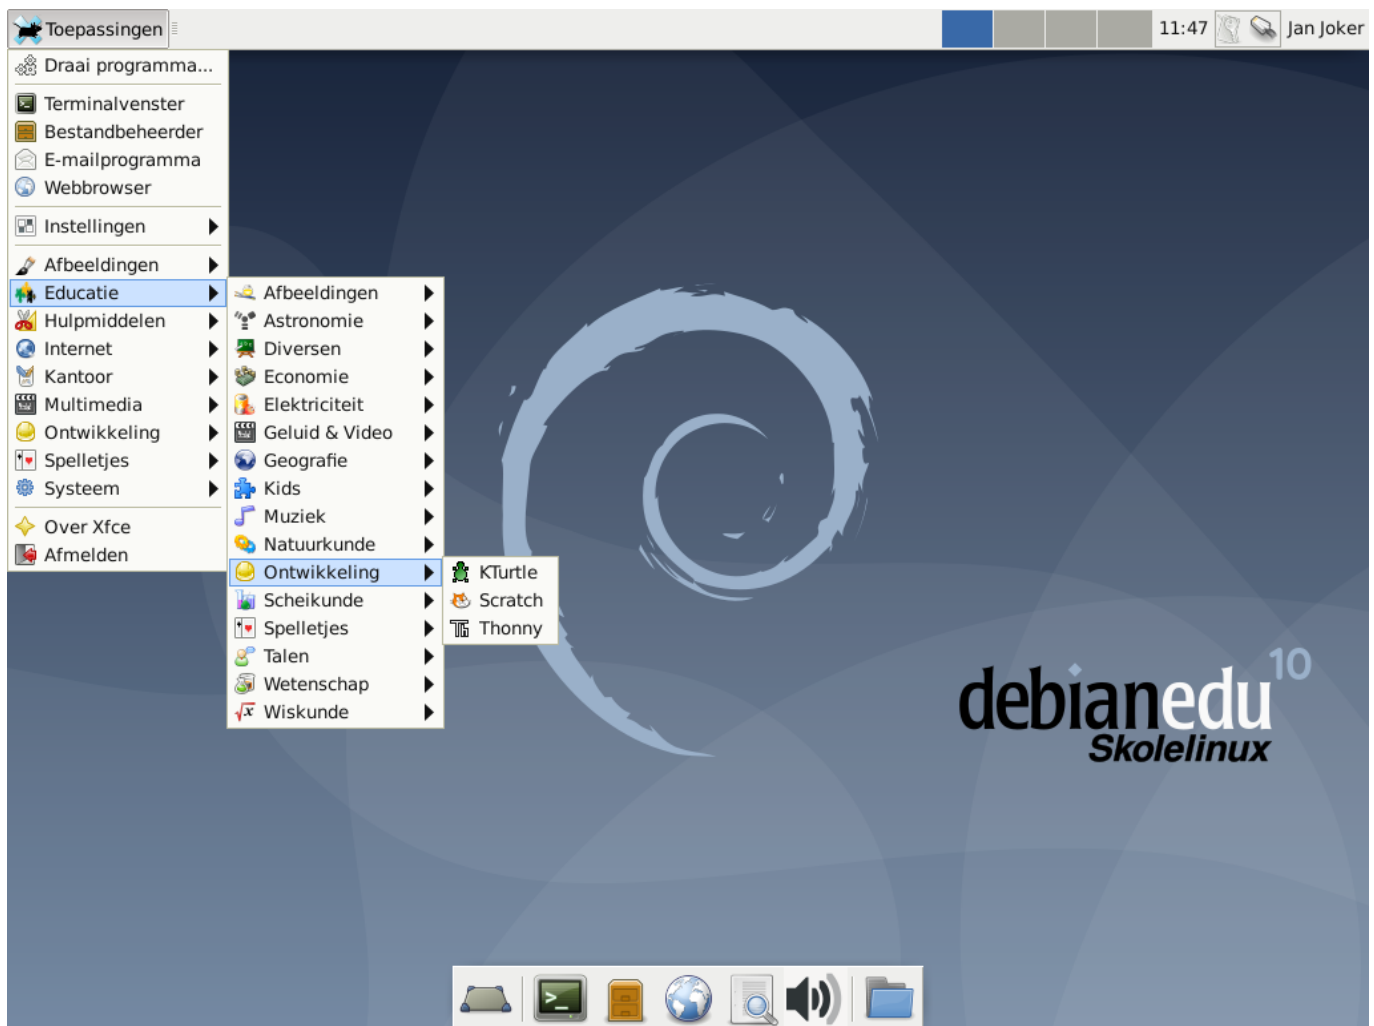 Toepassingen
11:47
Jan Joker
Draai programma...
Terminalvenster
Bestandbeheerder
E-mailprogramma
Webbrowser
Instellingen
Afbeeldingen
Educatie
Hulpmiddelen
Internet
Kantoor
Multimedia
Ontwikkeling
Spelletjes
Systeem
Over Xfce
Afmelden
Afbeeldingen
Astronomie
Diversen
Economie
Elektriciteit
Geluid & Video
Geografie
Kids
Muziek
Natuurkunde
Ontwikkeling
Scheikunde
Spelletjes
Talen
Wetenschap
Wiskunde
KTurtle
Scratch
Thonny
debianedu 10
Skolelinux